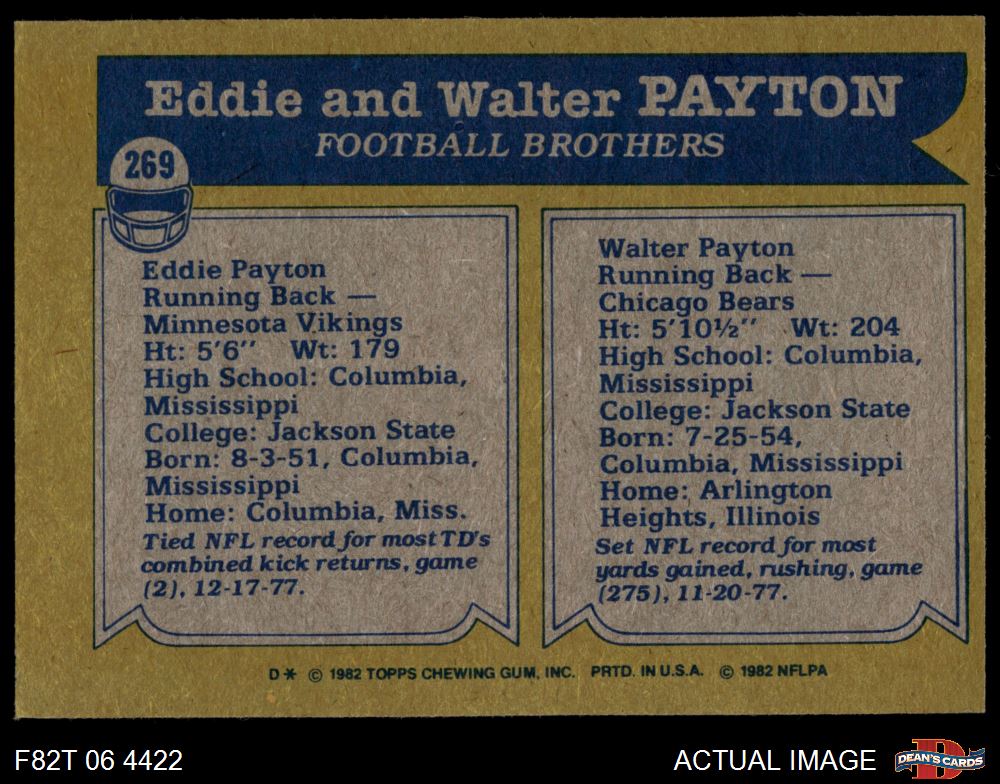 Eddie and Walter PAYTON
FOOTBALL BROTHERS
269
Eddie Payton
Running Back —
Minnesota Vikings
Ht: 5'6" Wt: 179
High School: Columbia,
Mississippi
College: Jackson State
Born: 8-3-51, Columbia,
Mississippi
Home: Columbia, Miss.
Tied NFL record for most TD's
combined kick returns, game
(2), 12-17-77.
Walter Payton
Running Back —
Chicago Bears
Ht: 5'10½" Wt: 204
High School: Columbia,
Mississippi
College: Jackson State
Born: 7-25-54,
Columbia, Mississippi
Home: Arlington
Heights, Illinois
Set NFL record for most
yards gained, rushing, game
(275), 11-20-77.
D* © 1982 TOPPS CHEWING GUM, INC. PRTD. IN U.S.A. © 1982 NFLPA
F82T 06 4422
ACTUAL IMAGE
D
DEAN'S CARDS